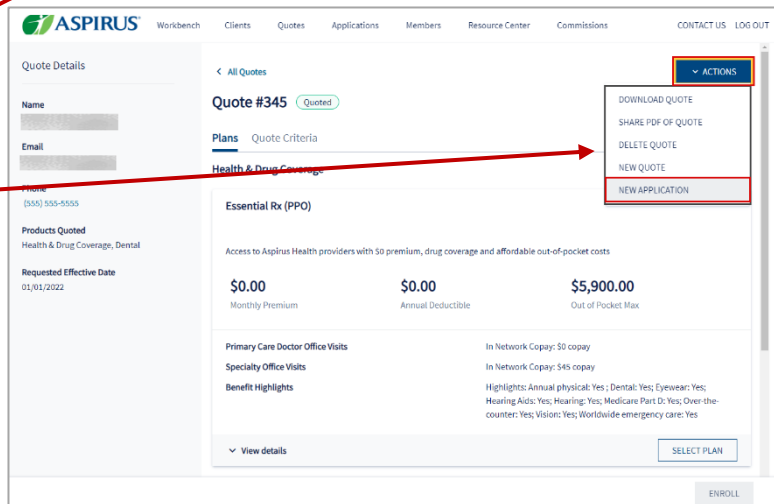 ASPIRUS Workbench Clients Quotes Applications Members Resource Center Commissions CONTACT US LOG OUT
Quote Details
Name
Email
Phone
(555) 555-5555
Products Quoted
Health & Drug Coverage, Dental
Requested Effective Date
01/01/2022
All Quotes
ACTIONS
Quote #345 Quoted
DOWNLOAD QUOTE
SHARE PDF OF QUOTE
DELETE QUOTE
NEW QUOTE
NEW APPLICATION
Plans Quote Criteria
Health & Drug Coverage
Essential Rx (PPO)
Access to Aspirus Health providers with $0 premium, drug coverage and affordable out-of-pocket costs
$0.00 $0.00 $5,900.00
Monthly Premium Annual Deductible Out of Pocket Max
Primary Care Doctor Office Visits In Network Copay: $0 copay
Specialty Office Visits In Network Copay: $45 copay
Benefit Highlights Highlights: Annual physical: Yes ; Dental: Yes; Eyewear: Yes;
Hearing Aids: Yes; Hearing: Yes; Medicare Part D: Yes; Over-the-
counter: Yes; Vision: Yes; Worldwide emergency care: Yes
View details SELECT PLAN
ENROLL